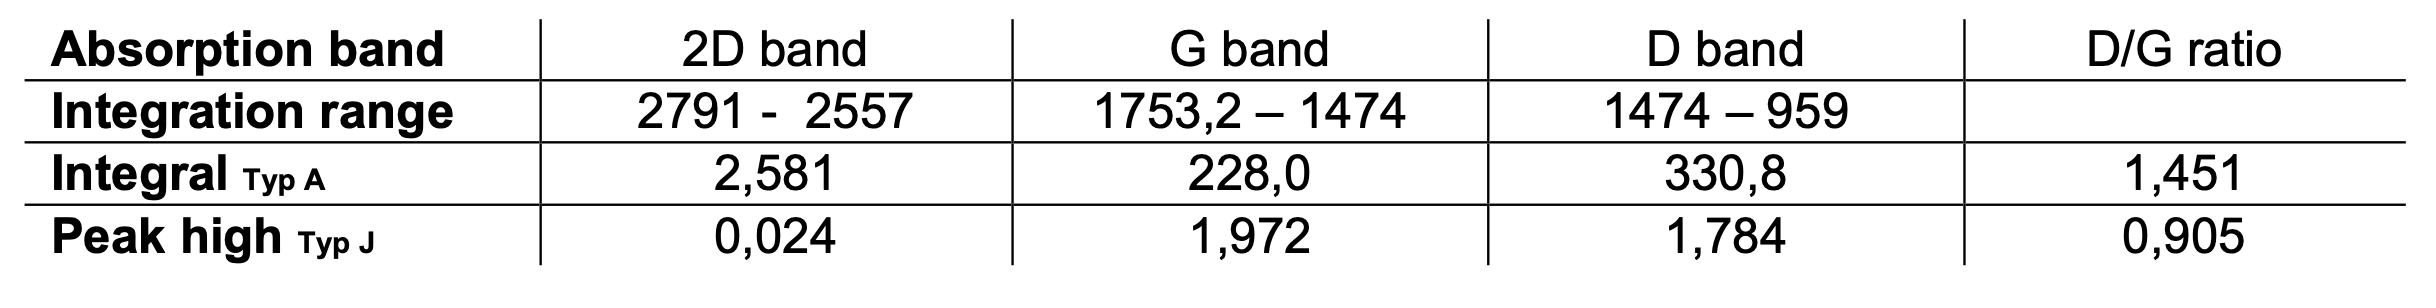 Absorption band 2D band G band D band D/G ratio
Integration range 2791 - 2557 1753,2 – 1474 1474 – 959
Integral Typ A 2,581 228,0 330,8 1,451
Peak high Typ J 0,024 1,972 1,784 0,905